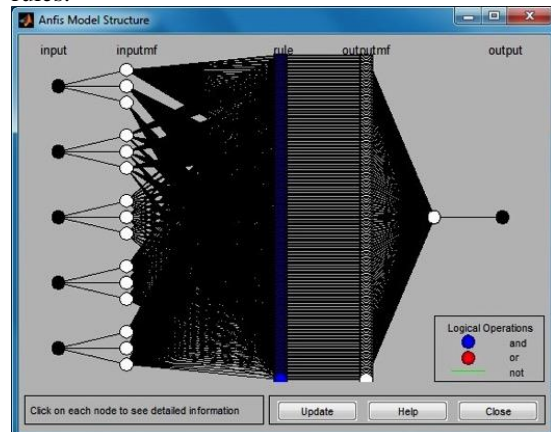 rules.
Anfis Model Structure
input inputmf rule outputmf output
Logical Operations
and
or
not
Click on each node to see detailed information
Update Help Close